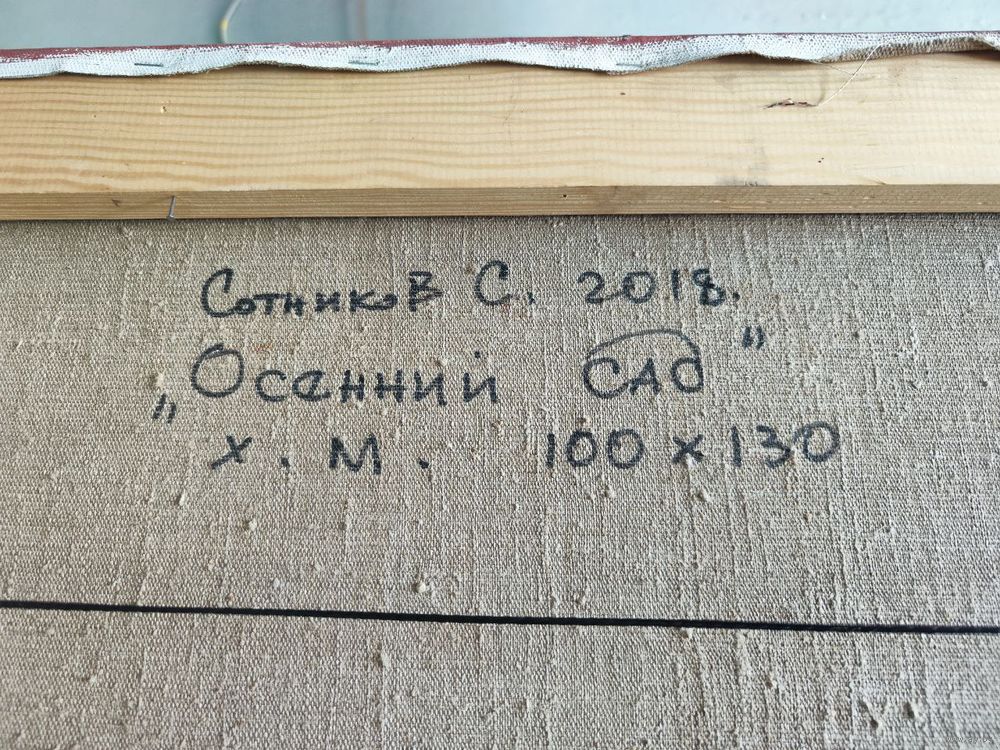 Сотников С. 2018.
„Осенний сад"
х. м. 100 х 130